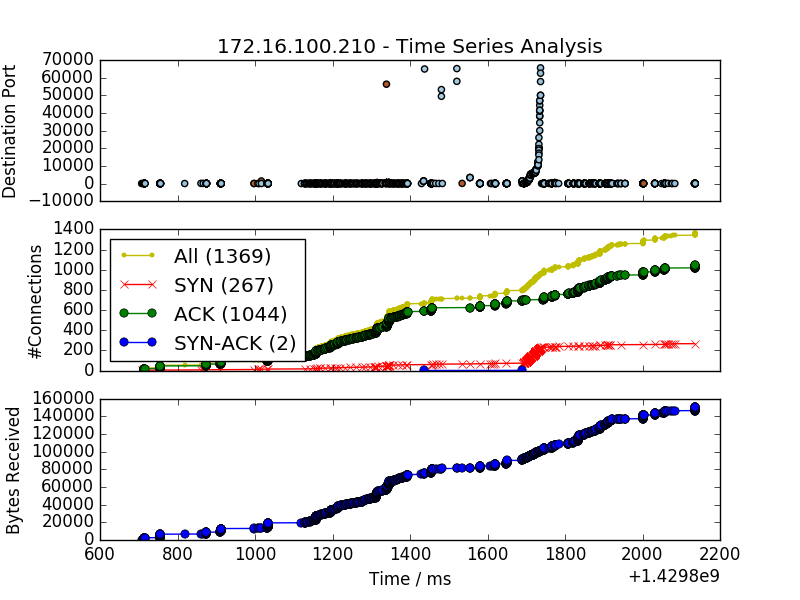 172.16.100.210 - Time Series Analysis
Destination Port
70000
60000
50000
40000
30000
20000
10000
0
−10000
#Connections
1400
1200
1000
800
600
400
200
0
All (1369)
SYN (267)
ACK (1044)
SYN-ACK (2)
Bytes Received
160000
140000
120000
100000
80000
60000
40000
20000
0
600 800 1000 1200 1400 1600 1800 2000 2200
Time / ms
+1.4298e9